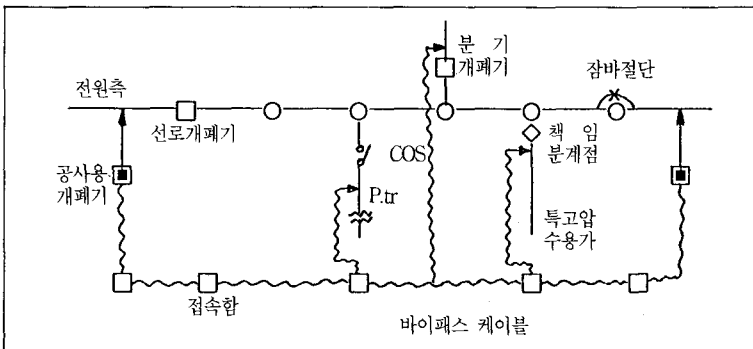 분 기
개폐기
잠바절단
전원측
선로개폐기
COS
책 임
분계점
공사용
개폐기
P.tr
특고압
수용가
접속함
바이패스 케이블